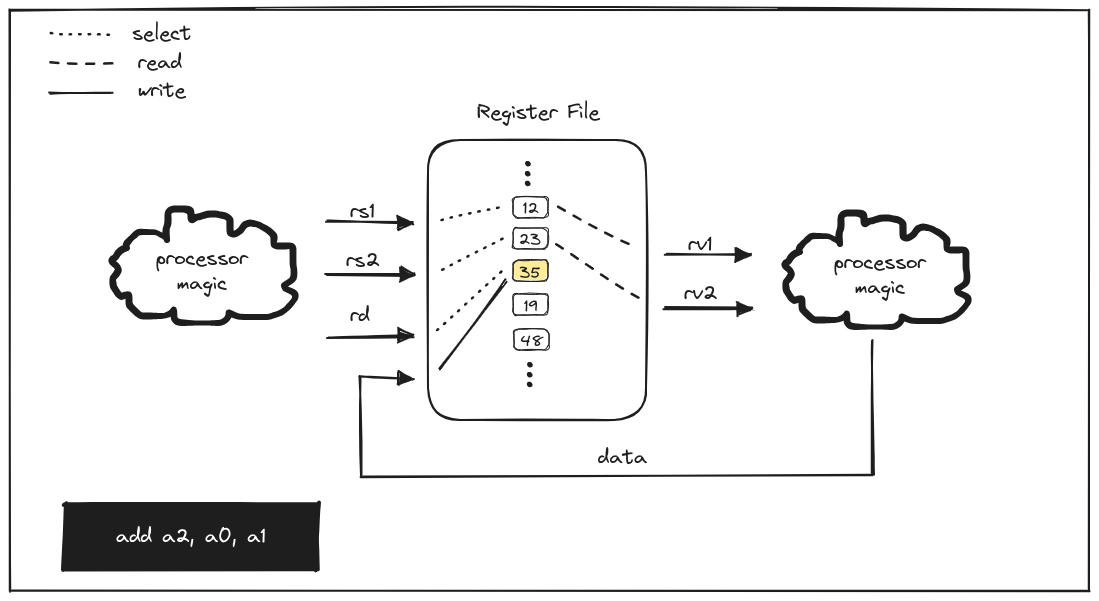 select
read
write
Register File
12
23
35
19
48
processor
magic
rs1
rs2
rd
rv1
rv2
processor
magic
data
add a2, a0, a1